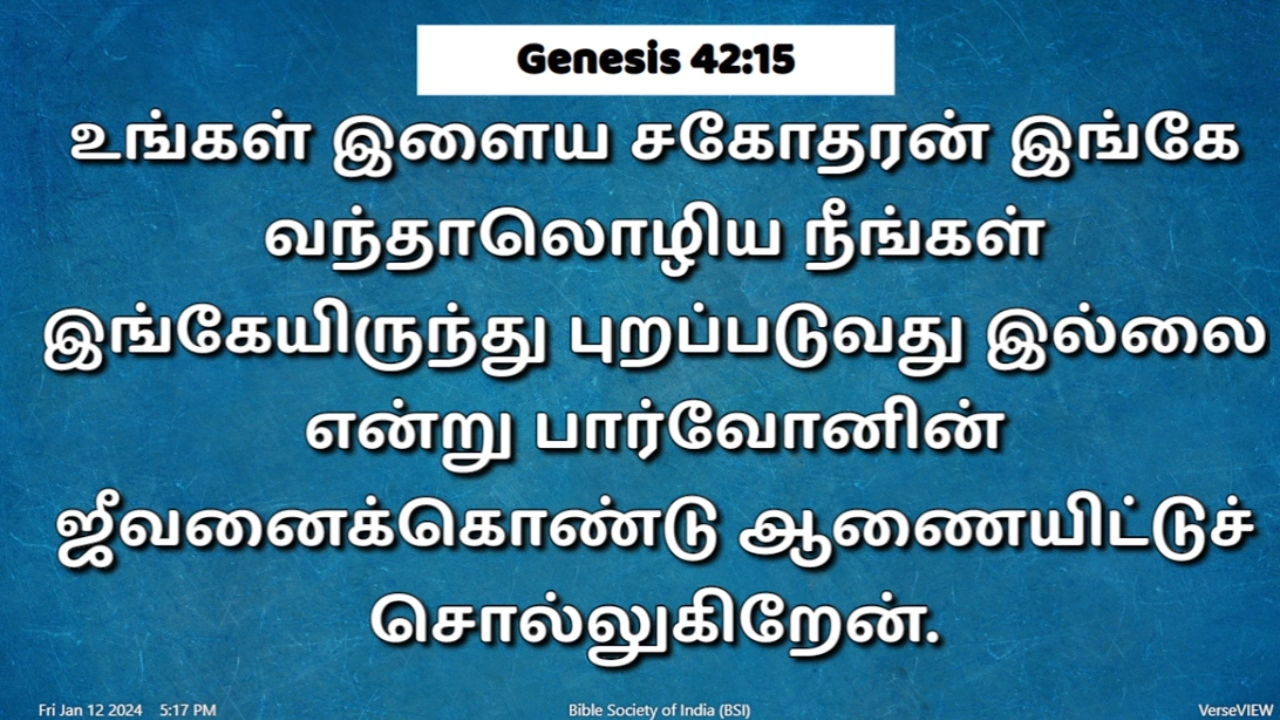 Genesis 42:15
உங்கள் இளைய சகோதரன் இங்கே
வந்தாலொழிய நீங்கள்
இங்கேயிருந்து புறப்படுவது இல்லை
என்று பார்வோனின்
ஜீவனைக்கொண்டு ஆணையிட்டுச்
சொல்லுகிறேன்.
Fri Jan 12 2024 5:17 PM Bible Society of India (BSI) VerseVIEW